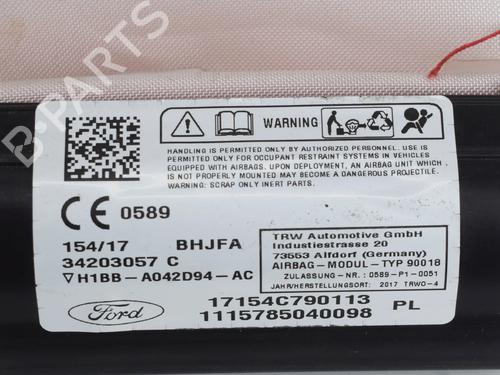 WARNING
HANDLING IS PERMITTED ONLY BY AUTHORIZED PERSONNEL. USE IS
PERMITTED ONLY FOR OCCUPANT RESTRAINT SYSTEMS IN VEHICLES
EQUIPPED WITH AIRBAGS. UPON DEPLOYMENT, AN AIRBAG UNIT WHICH
IS NOT PROPERLY MOUNTED MAY BECOME A DANGEROUS PROJECTILE.
WARNING: SCRAP ONLY INERT PARTS.
CE 0589
154/17 BHJFA
34203057 C
H1BB-A042D94-AC
TRW Automotive GmbH
Industiestrasse 20
73553 Alfdorf (Germany)
AIRBAG-MODUL-TYP 90018
ZULASSUNG-NR.: 0589-P1-0051
JAHR/HERSTELLUNGSORT: 2017 TRWO-4
Ford
17154C790113
1115785040098 PL